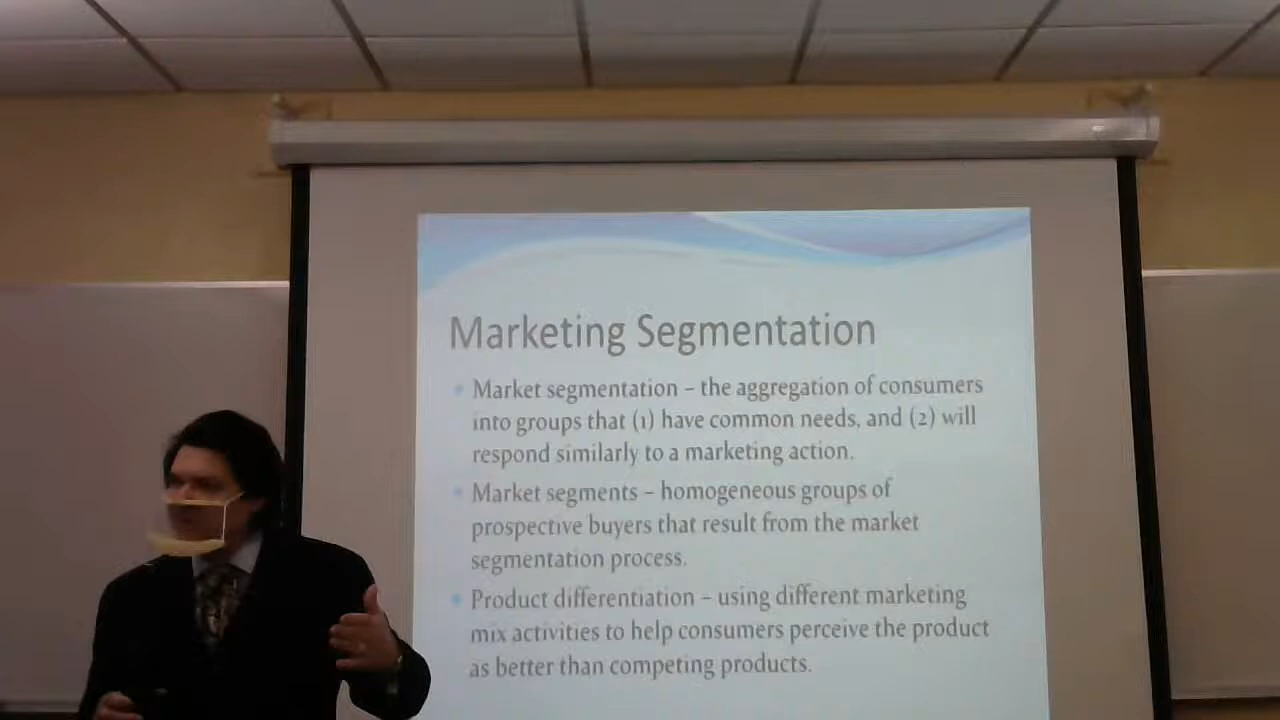 Marketing Segmentation
Market segmentation – the aggregation of consumers
into groups that (1) have common needs, and (2) will
respond similarly to a marketing action.
Market segments – homogeneous groups of
prospective buyers that result from the market
segmentation process.
Product differentiation – using different marketing
mix activities to help consumers perceive the product
as better than competing products.